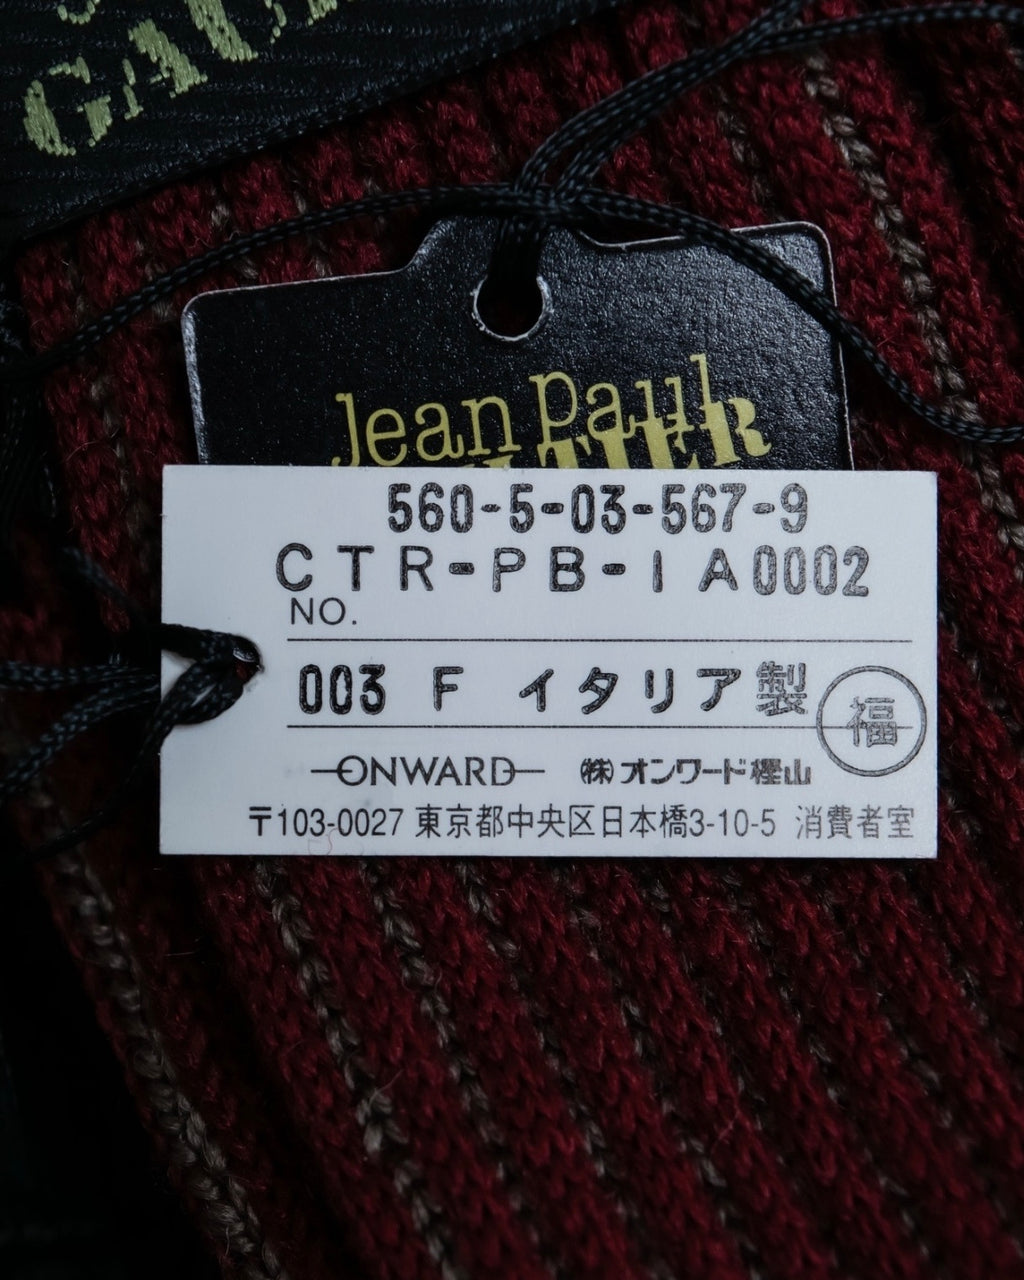 Jean Paul
560-5-03-567-9
CTR-PB-1A0002
NO.
003 F イタリア製
福
ONWARD ㈱オンワード樫山
〒103-0027 東京都中央区日本橋3-10-5 消費者室